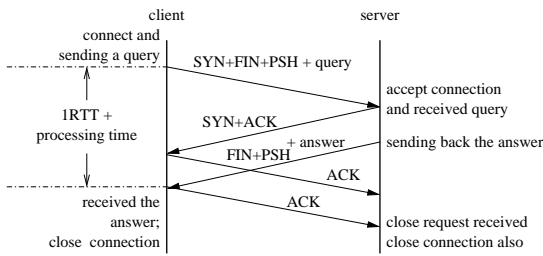 client
server
connect and
sending a query
SYN+FIN+PSH + query
accept connection
and received query
1RTT +
processing time
SYN+ACK
+ answer
FIN+PSH
sending back the answer
ACK
received the
answer;
close connection
ACK
close request received
close connection also